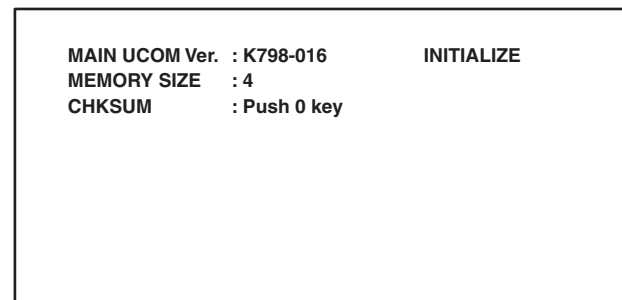 MAIN UCOM Ver. : K798-016 INITIALIZE
MEMORY SIZE : 4
CHKSUM : Push 0 key